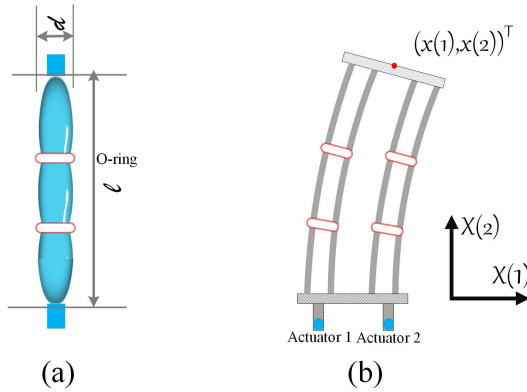 d
O-ring
ℓ
(a)
(x(1),x(2))ᵀ
X(2)
X(1)
Actuator 1 Actuator 2
(b)